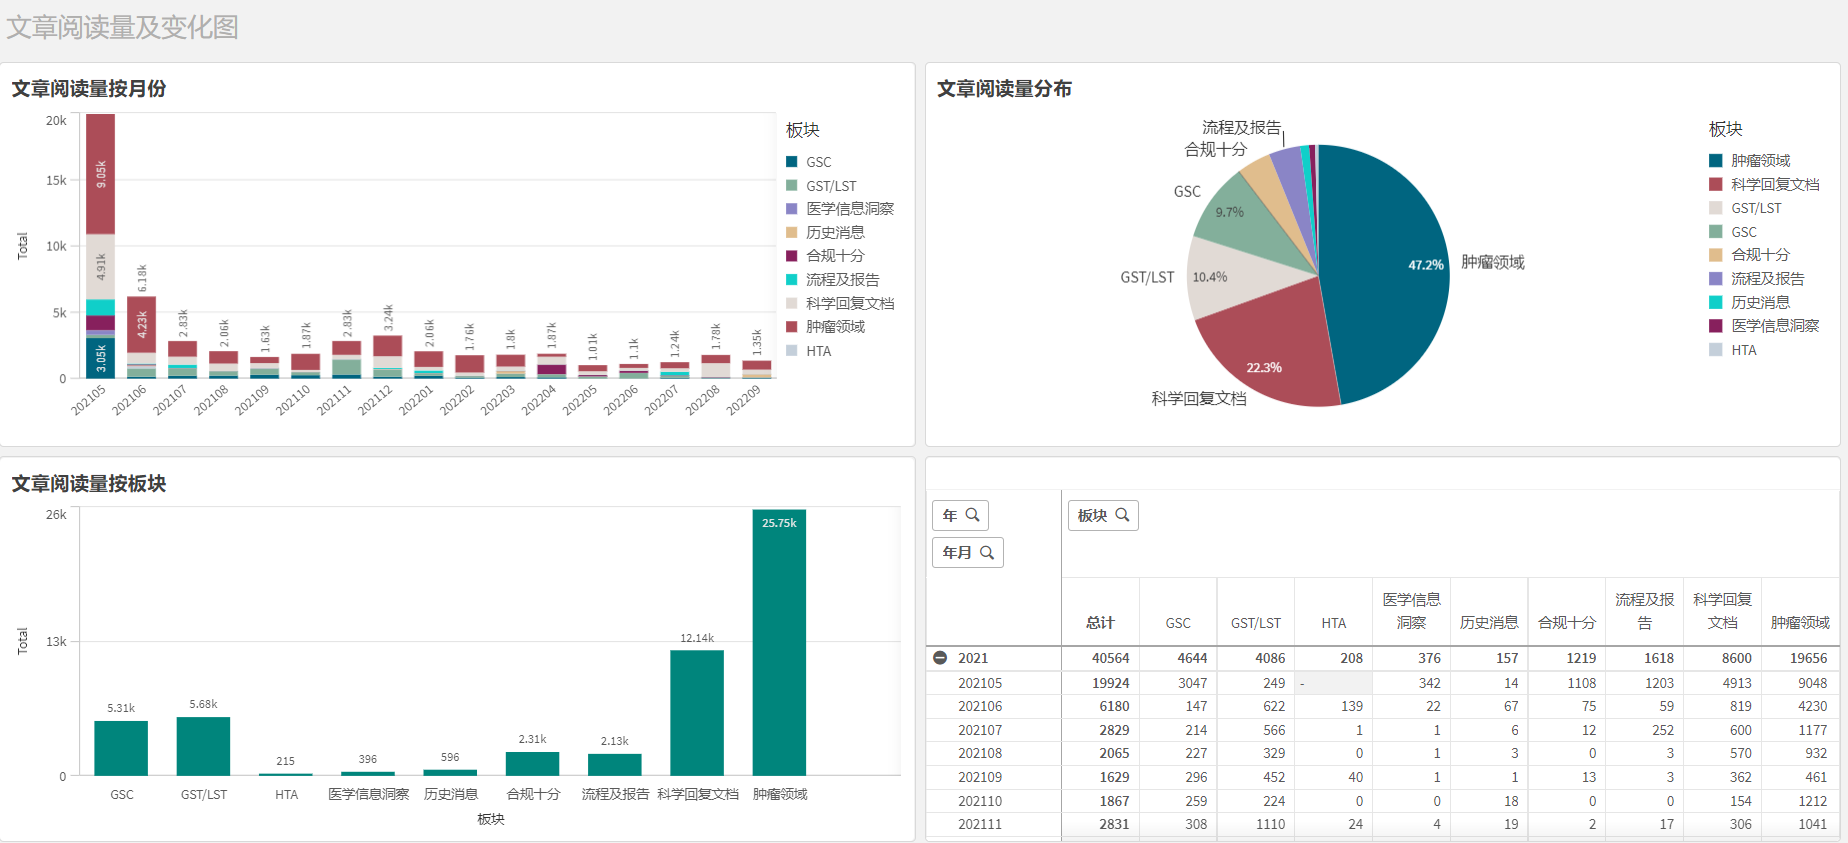 文章阅读量及变化图
文章阅读量按月份
20k
15k
10k
5k
0
Total
9.05k
4.91k
3.05k
6.18k
4.23k
2.83k
2.06k
1.63k
1.87k
2.83k
3.24k
2.06k
1.76k
1.8k
1.87k
1.01k
1.1k
1.24k
1.78k
1.35k
202105
202106
202107
202108
202109
202110
202111
202112
202201
202202
202203
202204
202205
202206
202207
202208
202209
板块
GSC
GST/LST
医学信息洞察
历史消息
合规十分
流程及报告
科学回复文档
肿瘤领域
HTA
文章阅读量分布
流程及报告
合规十分
GSC
9.7%
GST/LST
10.4%
科学回复文档
22.3%
47.2%
肿瘤领域
板块
肿瘤领域
科学回复文档
GST/LST
GSC
合规十分
流程及报告
历史消息
医学信息洞察
HTA
文章阅读量按板块
26k
13k
0
Total
5.31k
5.68k
215
396
596
2.31k
2.13k
12.14k
25.75k
GSC
GST/LST
HTA
医学信息洞察
历史消息
合规十分
流程及报告
科学回复文档
肿瘤领域
板块
年
年月
板块
总计 GSC GST/LST HTA 医学信息洞察 历史消息 合规十分 流程及报告 科学回复文档 肿瘤领域
2021 40564 4644 4086 208 376 157 1219 1618 8600 19656
202105 19924 3047 249 - 342 14 1108 1203 4913 9048
202106 6180 147 622 139 22 67 75 59 819 4230
202107 2829 214 566 1 1 6 12 252 600 1177
202108 2065 227 329 0 1 3 0 3 570 932
202109 1629 296 452 40 1 1 13 3 362 461
202110 1867 259 224 0 0 18 0 0 154 1212
202111 2831 308 1110 24 4 19 2 17 306 1041